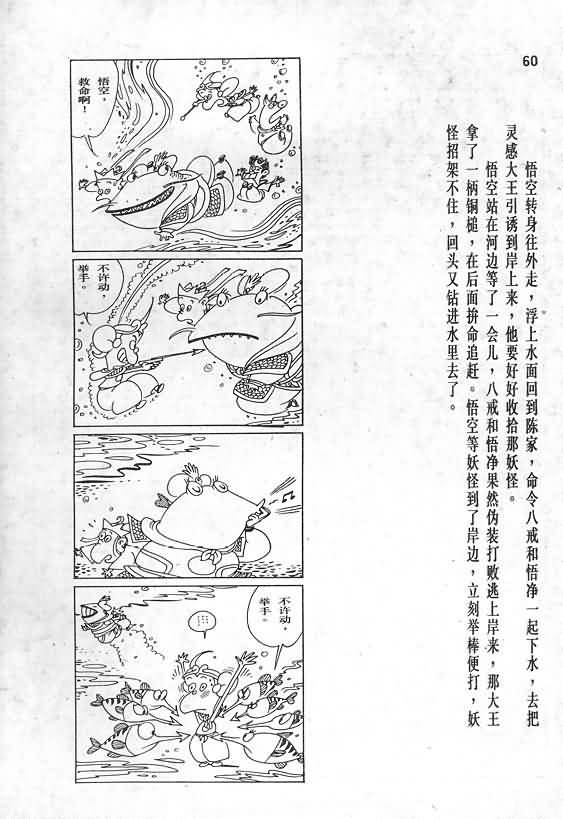 60
悟空转身往外走，浮上水面回到陈家，命令八戒和悟净一起下水，去把
灵感大王引诱到岸上来，他要好好收拾那妖怪。
悟空站在河边等了一会儿，八戒和悟净果然伪装打败逃上岸来，那大王
拿了一柄铜槌，在后面拚命追赶。悟空等妖怪到了岸边，立刻举棒便打，妖
怪招架不住，回头又钻进水里去了。
悟空，
救命啊！
不许动，
举手。
不许动，
举手。
……